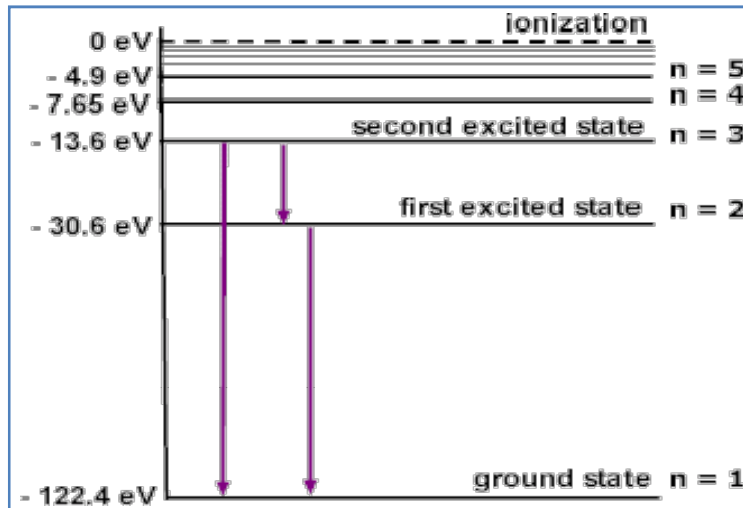 ionization
0 eV
- 4.9 eV n = 5
- 7.65 eV n = 4
second excited state n = 3
- 13.6 eV
first excited state n = 2
- 30.6 eV
ground state n = 1
- 122.4 eV